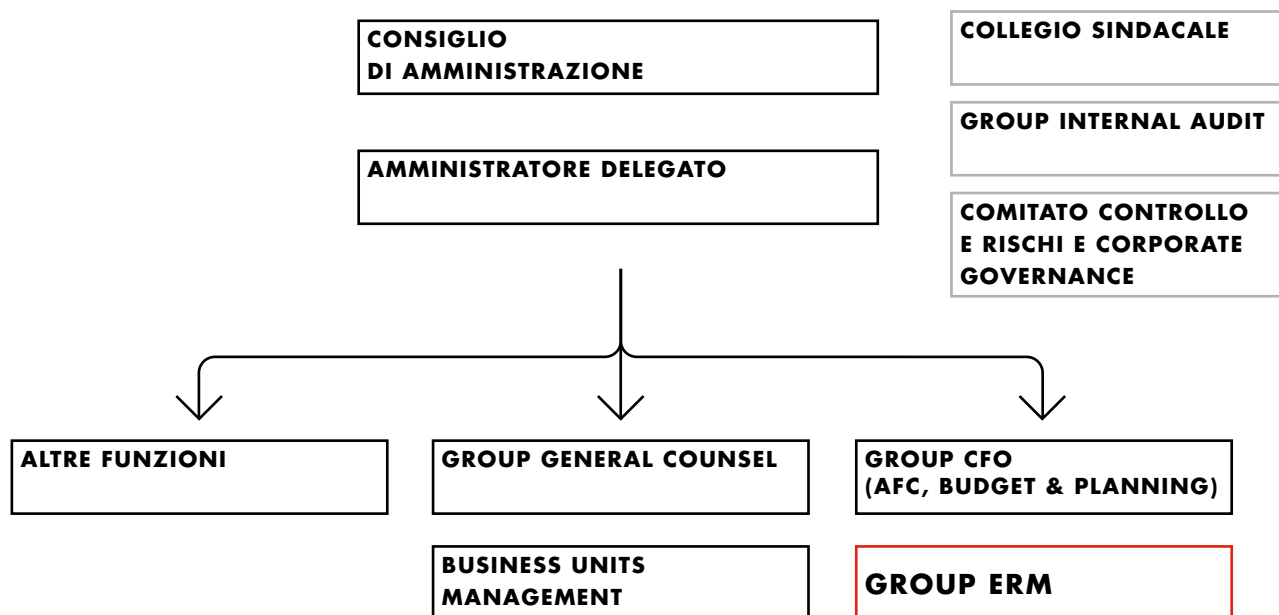 CONSIGLIO
DI AMMINISTRAZIONE
AMMINISTRATORE DELEGATO
COLLEGIO SINDACALE
GROUP INTERNAL AUDIT
COMITATO CONTROLLO
E RISCHI E CORPORATE
GOVERNANCE
ALTRE FUNZIONI
GROUP GENERAL COUNSEL
GROUP CFO
(AFC, BUDGET & PLANNING)
BUSINESS UNITS
MANAGEMENT
GROUP ERM